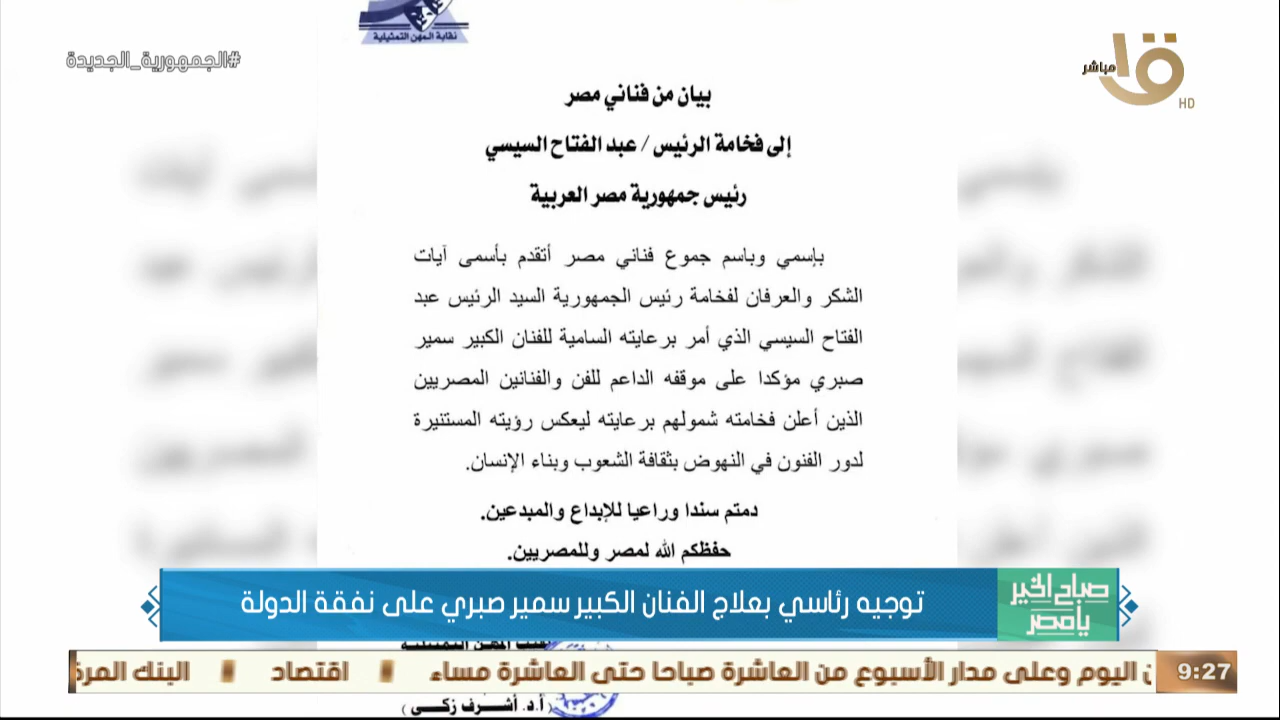 نقابة المهن التمثيلية
#الجمهورية_الجديدة
مباشر
HD
بيان من فناني مصر
إلى فخامة الرئيس / عبد الفتاح السيسي
رئيس جمهورية مصر العربية
بإسمي وباسم جموع فناني مصر أتقدم بأسمى آيات
الشكر والعرفان لفخامة رئيس الجمهورية السيد الرئيس عبد
الفتاح السيسي الذي أمر برعايته السامية للفنان الكبير سمير
صبري مؤكدا على موقفه الداعم للفن والفنانين المصريين
الذين أعلن فخامته شمولهم برعايته ليعكس رؤيته المستنيرة
لدور الفنون في النهوض بثقافة الشعوب وبناء الإنسان.
دمتم سندا وراعيا للإبداع والمبدعين.
حفظكم الله لمصر وللمصريين.
صباح الخير
يا مصر
توجيه رئاسي بعلاج الفنان الكبير سمير صبري على نفقة الدولة
9:27
اليوم وعلى مدار الأسبوع من العاشرة صباحا حتى العاشرة مساء
اقتصاد
البنك
(أ.د. أشرف زكى)